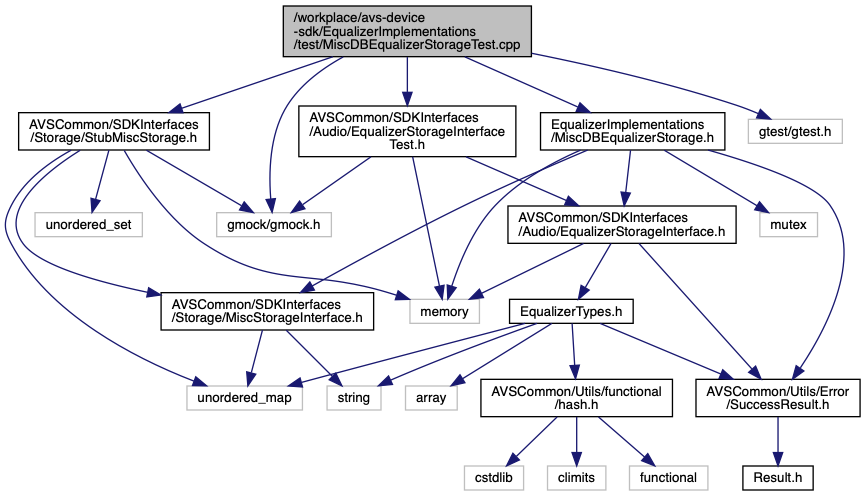 /workplace/avs-device
-sdk/EqualizerImplementations
/test/MiscDBEqualizerStorageTest.cpp
AVSCommon/SDKInterfaces
/Storage/StubMiscStorage.h
AVSCommon/SDKInterfaces
/Audio/EqualizerStorageInterface
Test.h
EqualizerImplementations
/MiscDBEqualizerStorage.h
gtest/gtest.h
unordered_set
gmock/gmock.h
AVSCommon/SDKInterfaces
/Audio/EqualizerStorageInterface.h
mutex
AVSCommon/SDKInterfaces
/Storage/MiscStorageInterface.h
memory
EqualizerTypes.h
unordered_map
string
array
AVSCommon/Utils/functional
/hash.h
AVSCommon/Utils/Error
/SuccessResult.h
cstdlib
climits
functional
Result.h